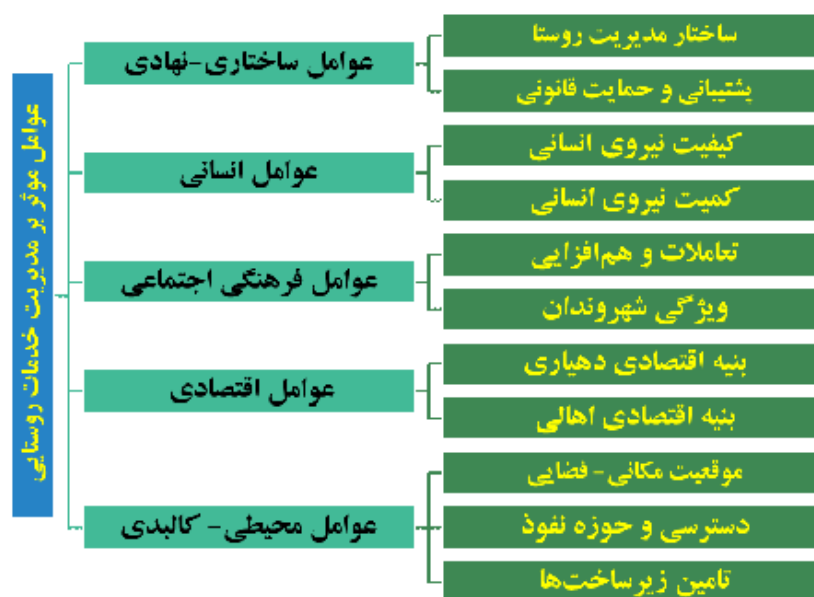 عوامل موثر بر مدیریت خدمات روستایی
عوامل ساختاری-نهادی
ساختار مدیریت روستا
پشتیبانی و حمایت قانونی
عوامل انسانی
کیفیت نیروی انسانی
کمیت نیروی انسانی
عوامل فرهنگی اجتماعی
تعاملات و هم‌افزایی
ویژگی شهروندان
عوامل اقتصادی
بنیه اقتصادی دهیاری
بنیه اقتصادی اهالی
عوامل محیطی- کالبدی
موقعیت مکانی- فضایی
دسترسی و حوزه نفوذ
تامین زیرساخت‌ها